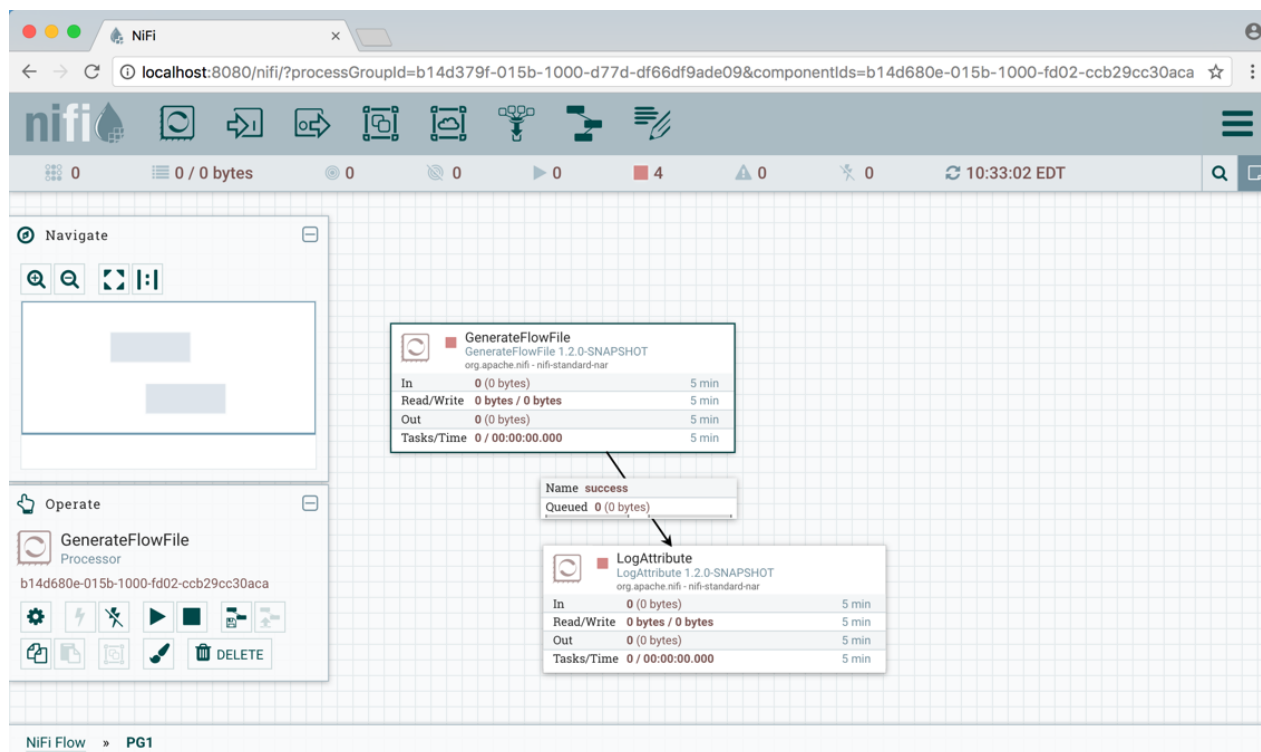 NiFi
localhost:8080/nifi/?processGroupId=b14d379f-015b-1000-d77d-df66df9ade09&componentIds=b14d680e-015b-1000-fd02-ccb29cc30aca
nifi
0 0 / 0 bytes 0 0 0 4 0 0 10:33:02 EDT
Navigate
GenerateFlowFile
GenerateFlowFile 1.2.0-SNAPSHOT
org.apache.nifi - nifi-standard-nar
In 0 (0 bytes) 5 min
Read/Write 0 bytes / 0 bytes 5 min
Out 0 (0 bytes) 5 min
Tasks/Time 0 / 00:00:00.000 5 min
Name success
Queued 0 (0 bytes)
LogAttribute
LogAttribute 1.2.0-SNAPSHOT
org.apache.nifi - nifi-standard-nar
In 0 (0 bytes) 5 min
Read/Write 0 bytes / 0 bytes 5 min
Out 0 (0 bytes) 5 min
Tasks/Time 0 / 00:00:00.000 5 min
Operate
GenerateFlowFile
Processor
b14d680e-015b-1000-fd02-ccb29cc30aca
DELETE
NiFi Flow » PG1